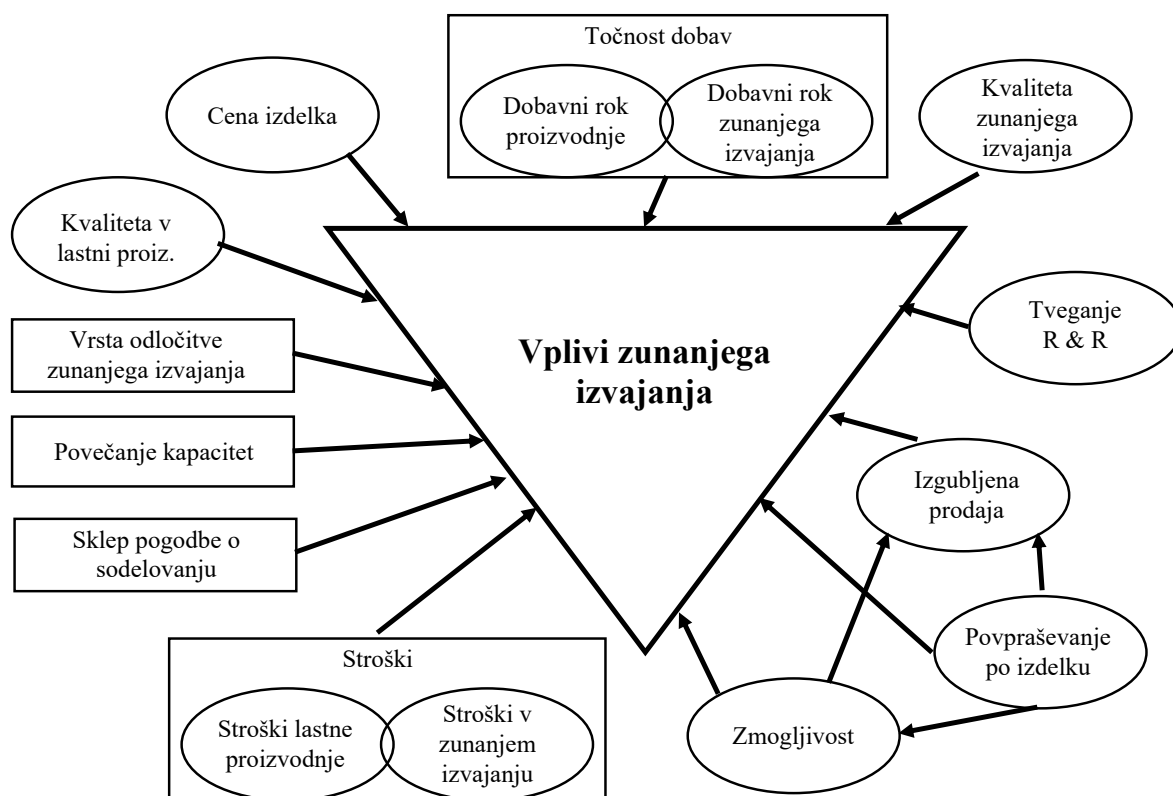 Točnost dobav
Cena izdelka
Dobavni rok
proizvodnje
Dobavni rok
zunanjega
izvajanja
Kvaliteta
zunanjega
izvajanja
Kvaliteta v
lastni proiz.
Vrsta odločitve
zunanjega izvajanja
Vplivi zunanjega
izvajanja
Tveganje
R & R
Povečanje kapacitet
Izgubljena
prodaja
Sklep pogodbe o
sodelovanju
Povpraševanje
po izdelku
Stroški
Stroški lastne
proizvodnje
Stroški v
zunanjem
izvajanju
Zmogljivost